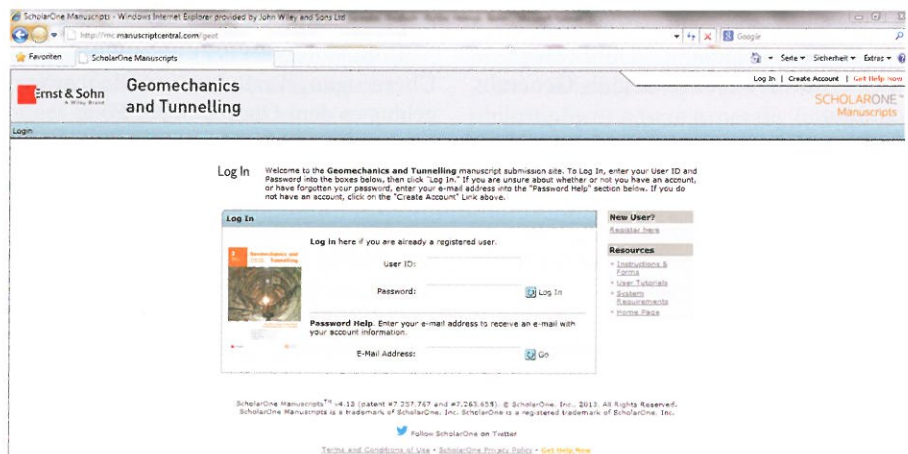 ScholarOne Manuscripts - Windows Internet Explorer provided by John Wiley and Sons Ltd
http://mc.manuscriptcentral.com/geot
Google
Favoriten
ScholarOne Manuscripts
Seite
Sicherheit
Extras
Log In | Create Account | Get Help Now
Ernst & Sohn
A Wiley Brand
Geomechanics
and Tunnelling
SCHOLARONE™
Manuscripts
Login
Log In
Welcome to the Geomechanics and Tunnelling manuscript submission site. To Log In, enter your User ID and
Password into the boxes below, then click "Log In." If you are unsure about whether or not you have an account,
or have forgotten your password, enter your e-mail address into the "Password Help" section below. If you do
not have an account, click on the "Create Account" Link above.
Log In
Log In here if you are already a registered user.
User ID:
Password:
Log In
Password Help. Enter your e-mail address to receive an e-mail with
your account information.
E-Mail Address:
Go
Geomechanics and
Tunnelling
New User?
Register here
Resources
Instructions &
Forms
User Tutorials
System
Requirements
Home Page
ScholarOne Manuscripts™ v4.12 (patent #7,257,767 and #7,263,655). © ScholarOne, Inc., 2013. All Rights Reserved.
ScholarOne Manuscripts is a trademark of ScholarOne, Inc. ScholarOne is a registered trademark of ScholarOne, Inc.
Follow ScholarOne on Twitter
Terms and Conditions of Use • ScholarOne Privacy Policy • Get Help Now